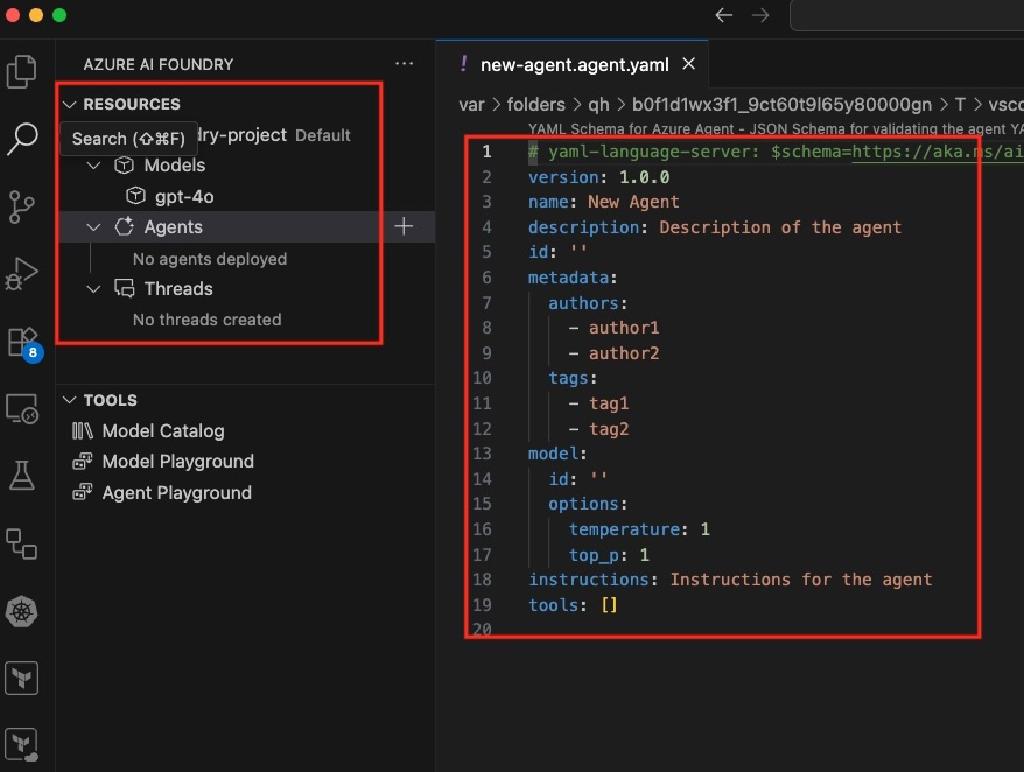 AZURE AI FOUNDRY
···
RESOURCES
Search (⇧⌘F)
dry-project Default
Models
gpt-4o
Agents
No agents deployed
Threads
No threads created
8
TOOLS
Model Catalog
Model Playground
Agent Playground
! new-agent.agent.yaml
var > folders > qh > b0f1d1wx3f1_9ct60t9l65y80000gn > T > vsco
YAML Schema for Azure Agent - JSON Schema for validating the agent YA
1 # yaml-language-server: $schema=https://aka.ms/ai
2 version: 1.0.0
3 name: New Agent
4 description: Description of the agent
5 id: ''
6 metadata:
7 authors:
8 - author1
9 - author2
10 tags:
11 - tag1
12 - tag2
13 model:
14 id: ''
15 options:
16 temperature: 1
17 top_p: 1
18 instructions: Instructions for the agent
19 tools: []
20